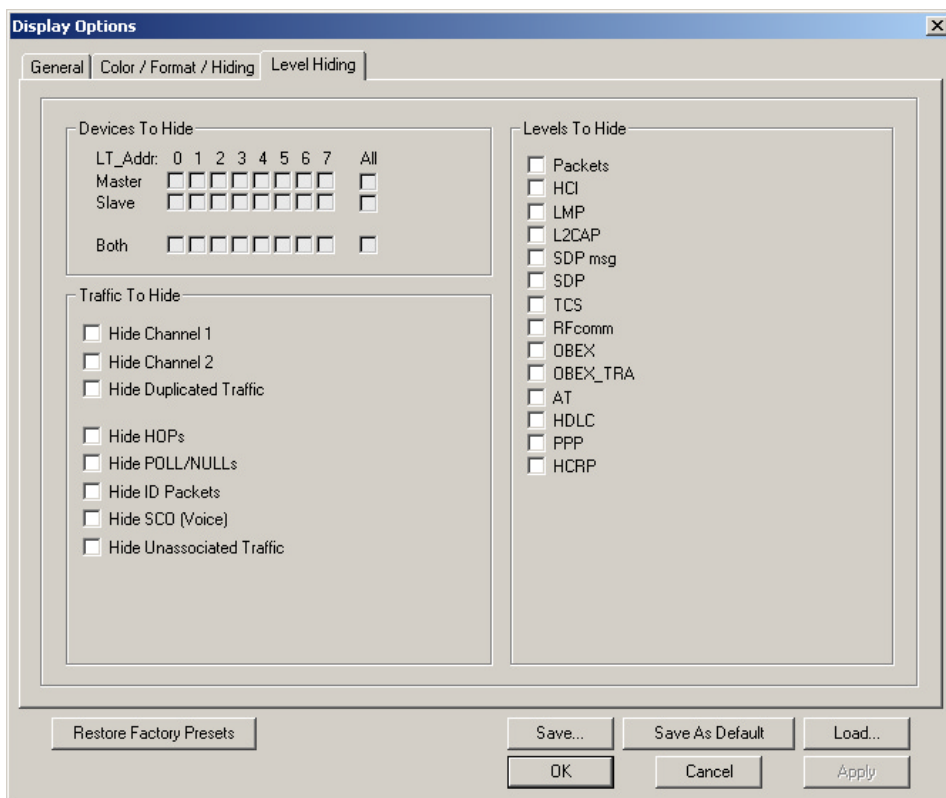 Display Options
General
Color / Format / Hiding
Level Hiding
Devices To Hide
LT_Addr: 0 1 2 3 4 5 6 7 All
Master
Slave
Both
Traffic To Hide
Hide Channel 1
Hide Channel 2
Hide Duplicated Traffic
Hide HOPs
Hide POLL/NULLs
Hide ID Packets
Hide SCO (Voice)
Hide Unassociated Traffic
Levels To Hide
Packets
HCI
LMP
L2CAP
SDP msg
SDP
TCS
RFcomm
OBEX
OBEX_TRA
AT
HDLC
PPP
HCRP
Restore Factory Presets
Save...
Save As Default
Load...
OK
Cancel
Apply